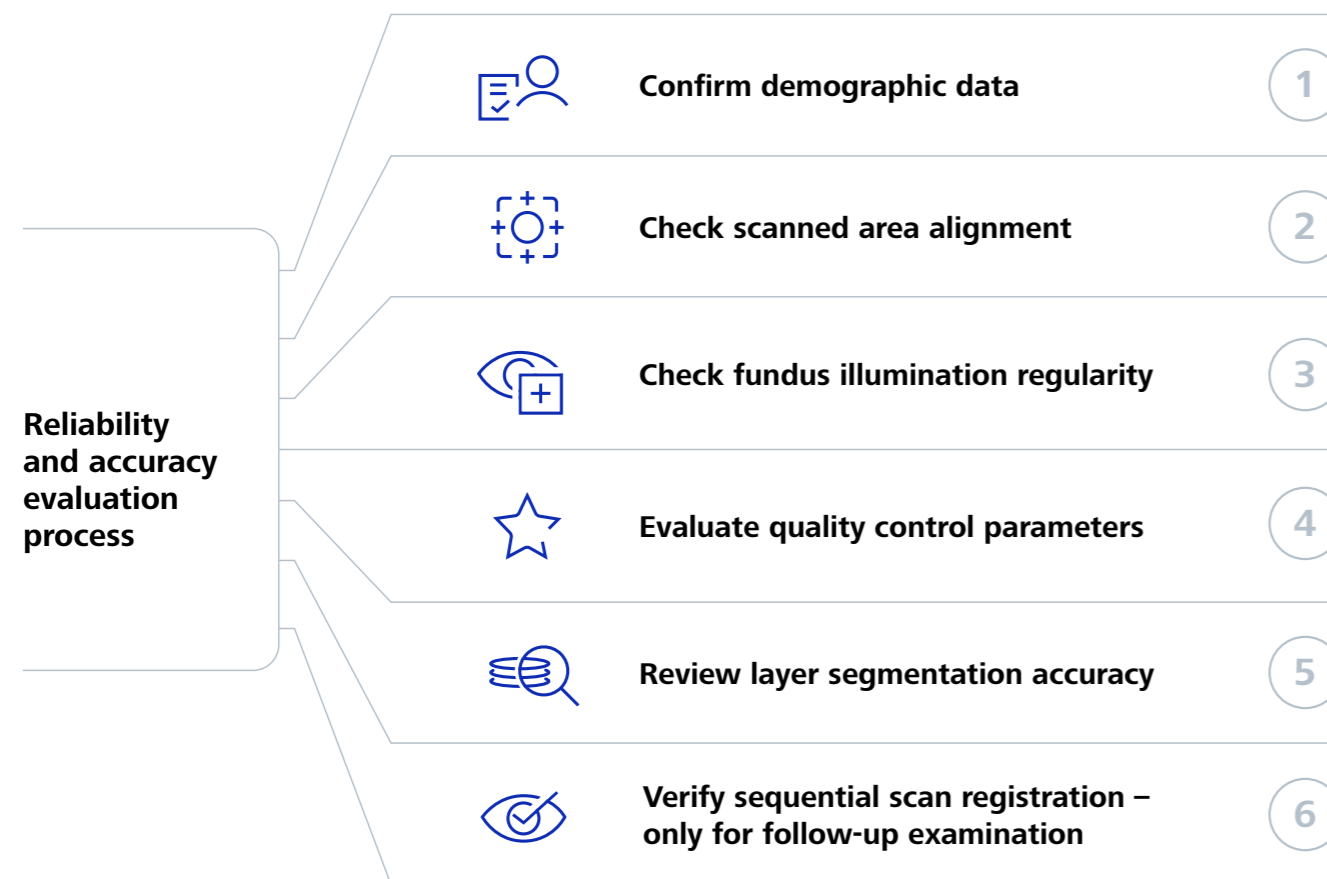 Reliability
and accuracy
evaluation
process
Confirm demographic data
1
Check scanned area alignment
2
Check fundus illumination regularity
3
Evaluate quality control parameters
4
Review layer segmentation accuracy
5
Verify sequential scan registration –
only for follow-up examination
6